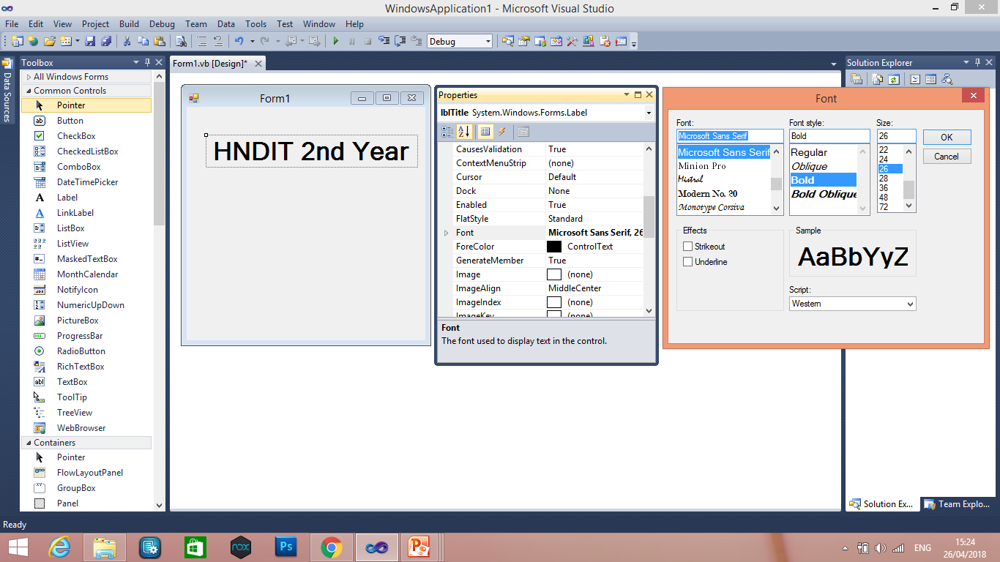 WindowsApplication1 - Microsoft Visual Studio
File Edit View Project Build Debug Team Data Tools Test Window Help
Debug
Data Sources
Toolbox
All Windows Forms
Common Controls
Pointer
Button
CheckBox
CheckedListBox
ComboBox
DateTimePicker
Label
LinkLabel
ListBox
ListView
MaskedTextBox
MonthCalendar
NotifyIcon
NumericUpDown
PictureBox
ProgressBar
RadioButton
RichTextBox
TextBox
ToolTip
TreeView
WebBrowser
Containers
Pointer
FlowLayoutPanel
GroupBox
Panel
Form1.vb [Design]*
Form1
HNDIT 2nd Year
Properties
lblTitle System.Windows.Forms.Label
CausesValidation True
ContextMenuStrip (none)
Cursor Default
Dock None
Enabled True
FlatStyle Standard
Font Microsoft Sans Serif, 26
ForeColor ControlText
GenerateMember True
Image (none)
ImageAlign MiddleCenter
ImageIndex (none)
ImageKey (none)
Font
The font used to display text in the control.
Solution Explorer
Font
Font:
Microsoft Sans Serif
Microsoft Sans Serif
Minion Pro
Mistral
Modern No. 20
Monotype Corsiva
Font style:
Bold
Regular
Oblique
Bold
Bold Oblique
Size:
26
22
24
26
28
36
48
72
OK
Cancel
Effects
Strikeout
Underline
Sample
AaBbYyZ
Script:
Western
Solution Ex...
Team Explo...
Ready
nox
Ps
ENG
15:24
26/04/2018